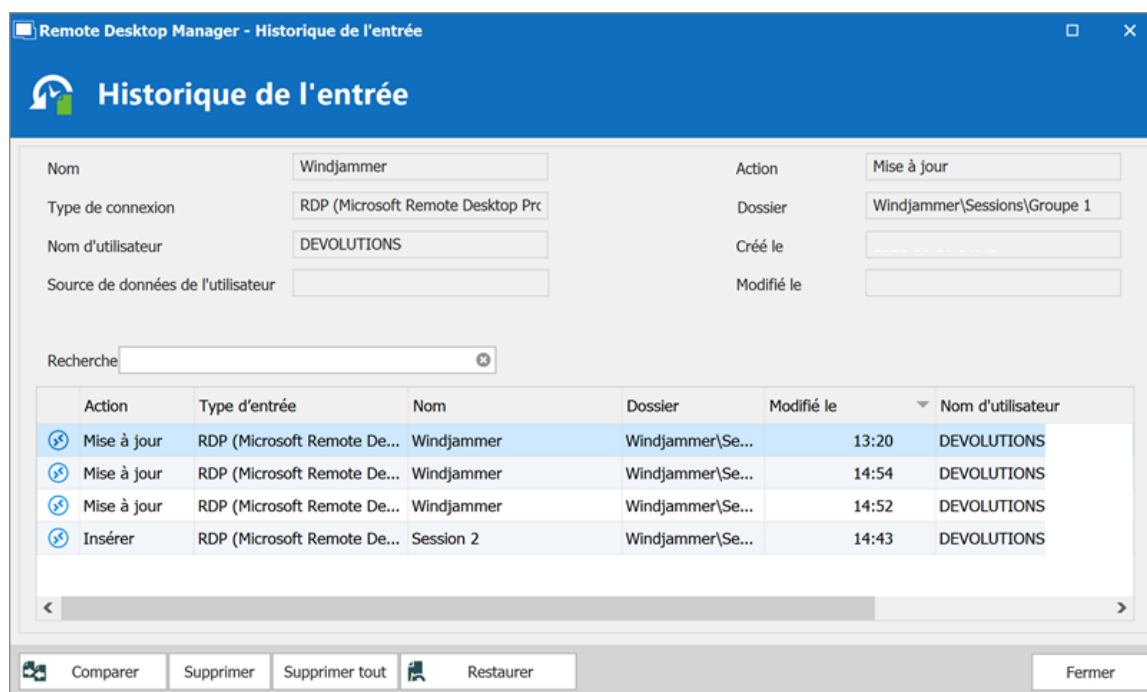 Remote Desktop Manager - Historique de l'entrée
Historique de l'entrée
Nom Windjammer Action Mise à jour
Type de connexion RDP (Microsoft Remote Desktop Prc Dossier Windjammer\Sessions\Groupe 1
Nom d'utilisateur DEVOLUTIONS Créé le
Source de données de l'utilisateur Modifié le
Recherche
Action Type d'entrée Nom Dossier Modifié le Nom d'utilisateur
Mise à jour RDP (Microsoft Remote De... Windjammer Windjammer\Se... 13:20 DEVOLUTIONS
Mise à jour RDP (Microsoft Remote De... Windjammer Windjammer\Se... 14:54 DEVOLUTIONS
Mise à jour RDP (Microsoft Remote De... Windjammer Windjammer\Se... 14:52 DEVOLUTIONS
Insérer RDP (Microsoft Remote De... Session 2 Windjammer\Se... 14:43 DEVOLUTIONS
Comparer Supprimer Supprimer tout Restaurer Fermer